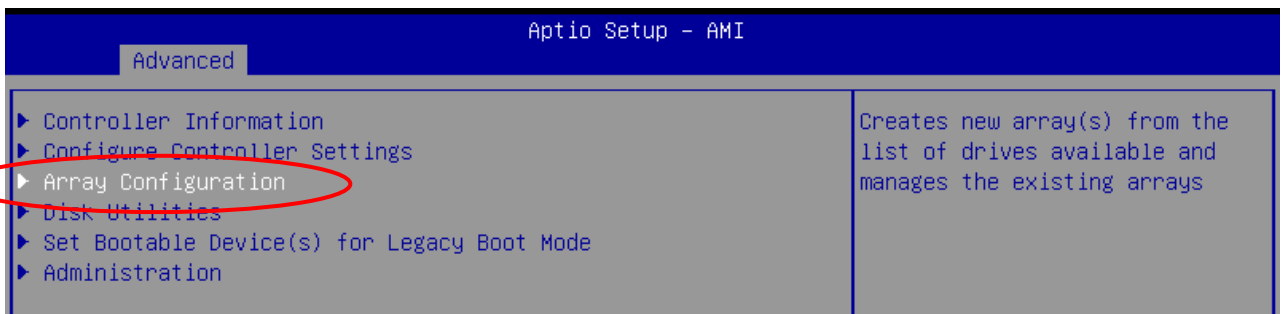 Aptio Setup – AMI
Advanced
Controller Information
Configure Controller Settings
Array Configuration
Disk Utilities
Set Bootable Device(s) for Legacy Boot Mode
Administration
Creates new array(s) from the
list of drives available and
manages the existing arrays